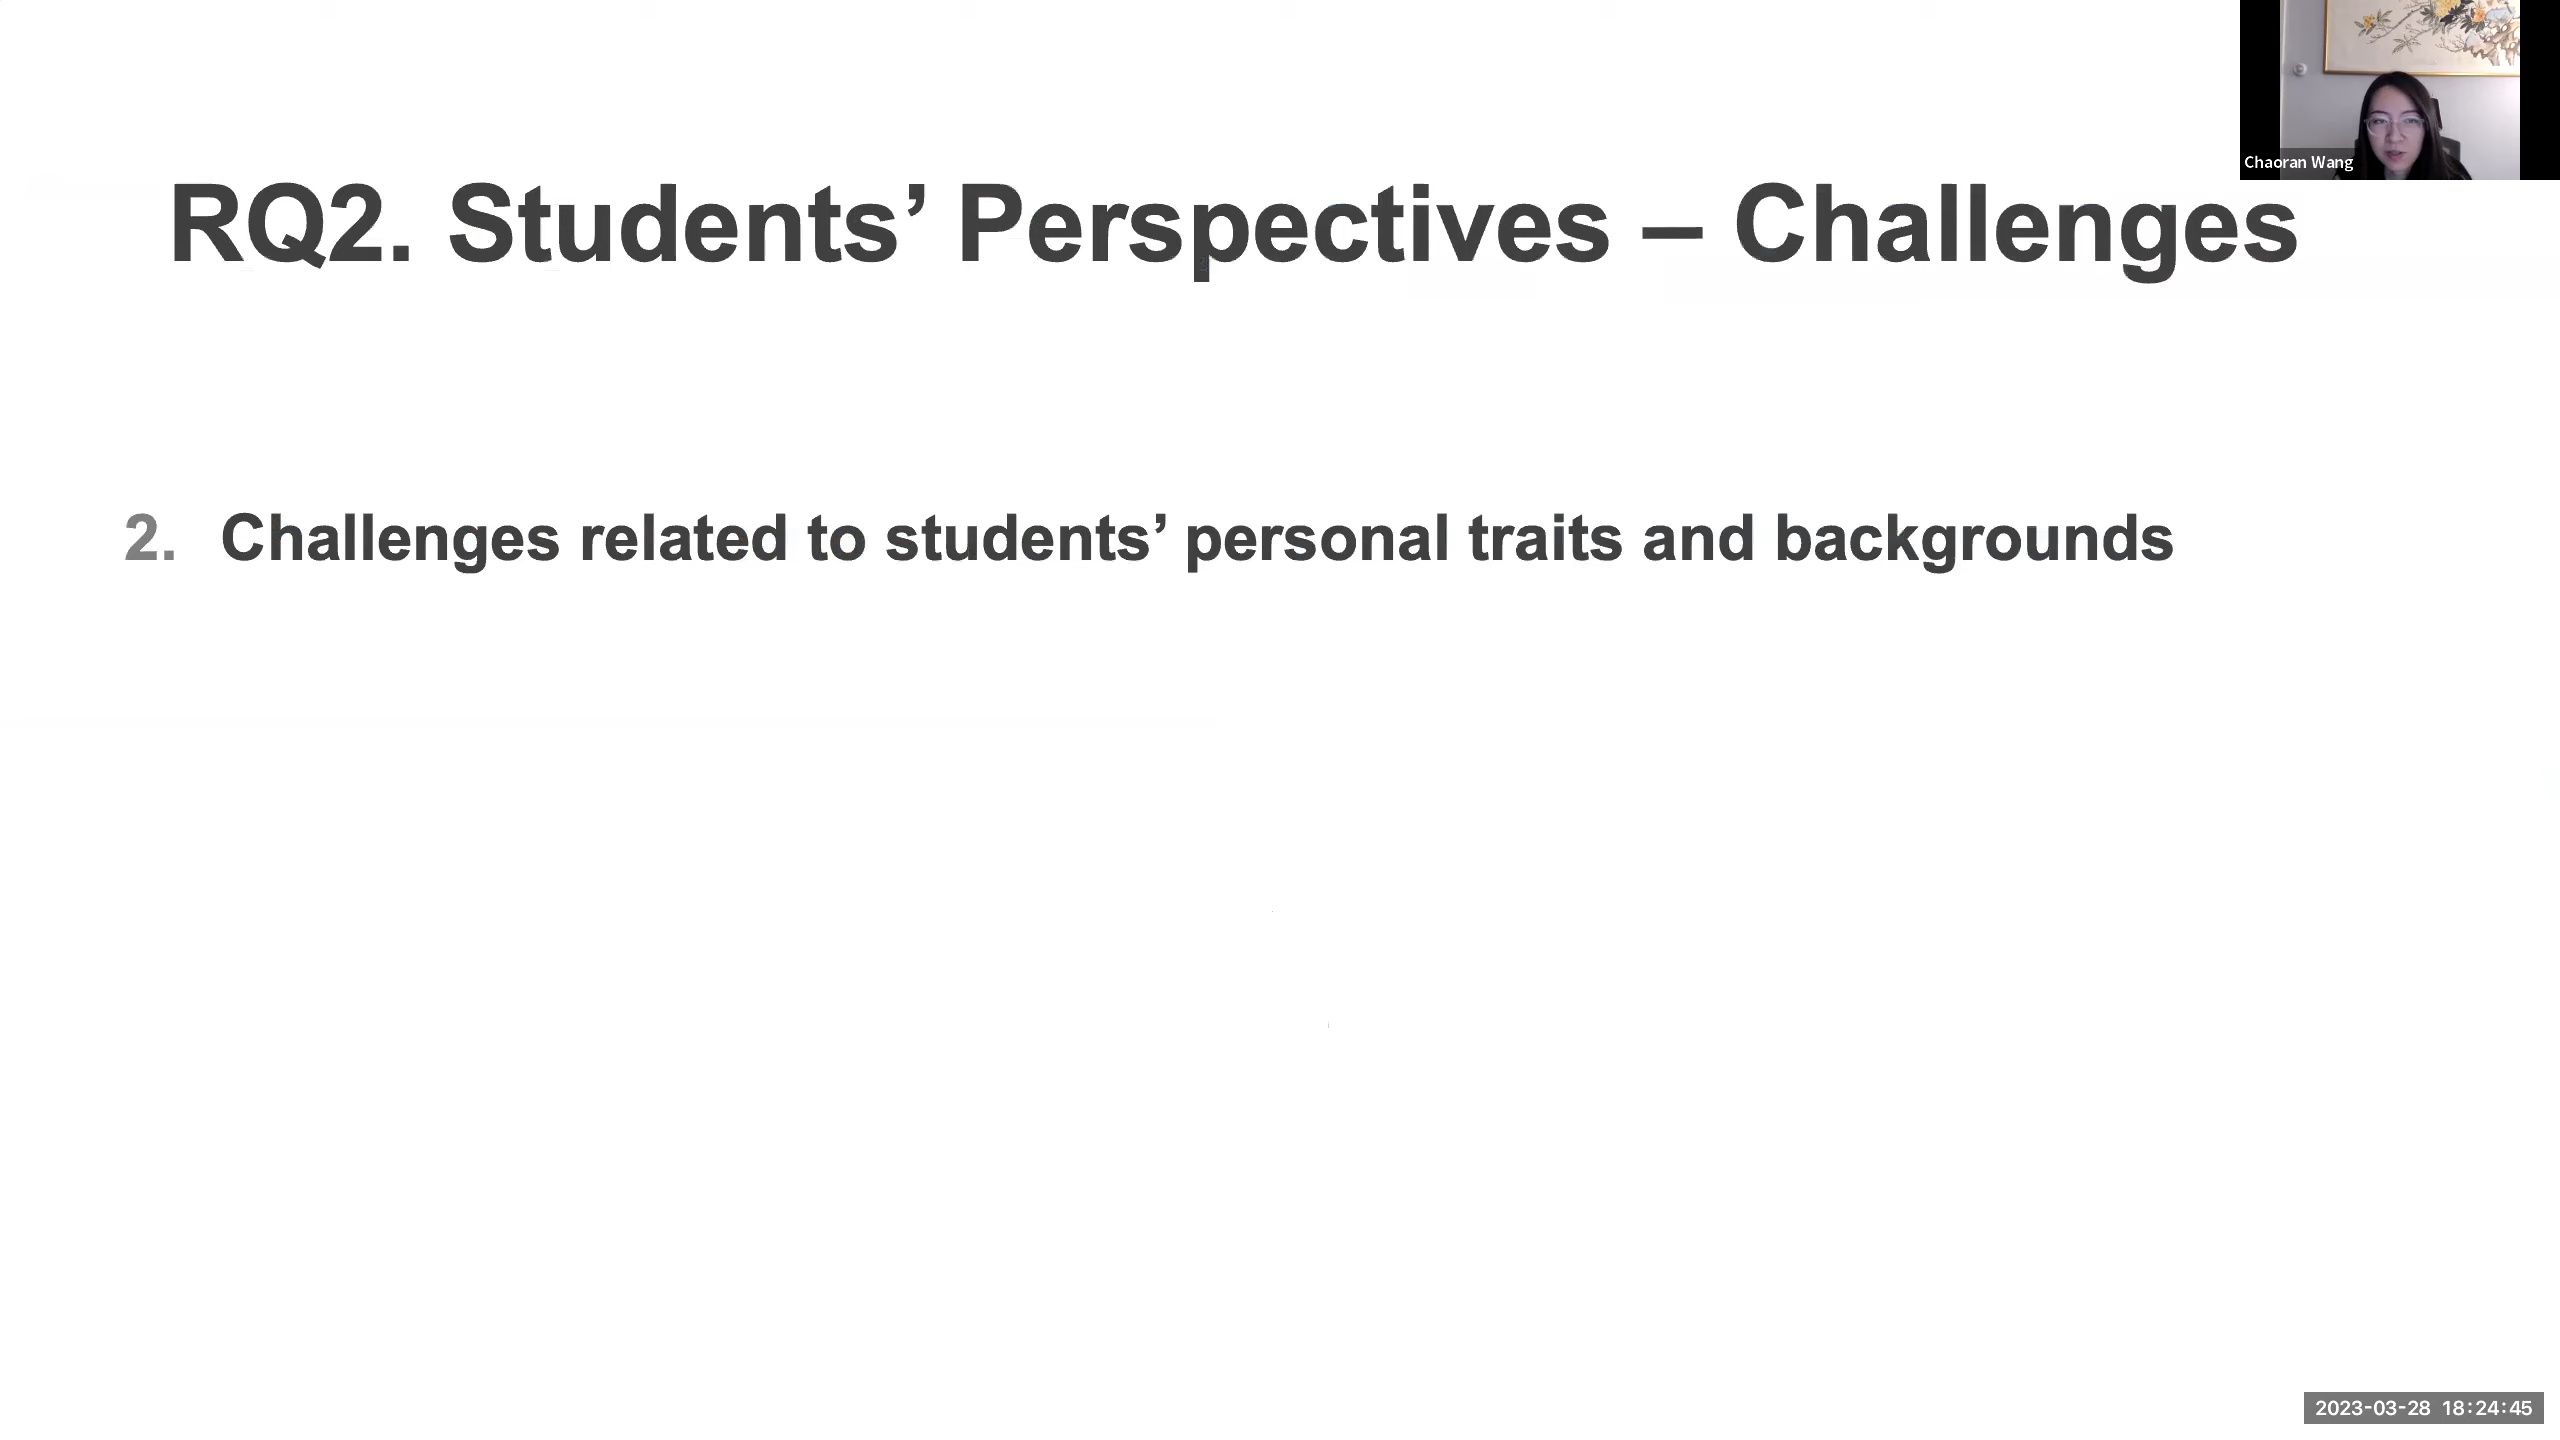 Chaoran Wang
RQ2. Students’ Perspectives – Challenges
2. Challenges related to students’ personal traits and backgrounds
2023-03-28 18:24:45